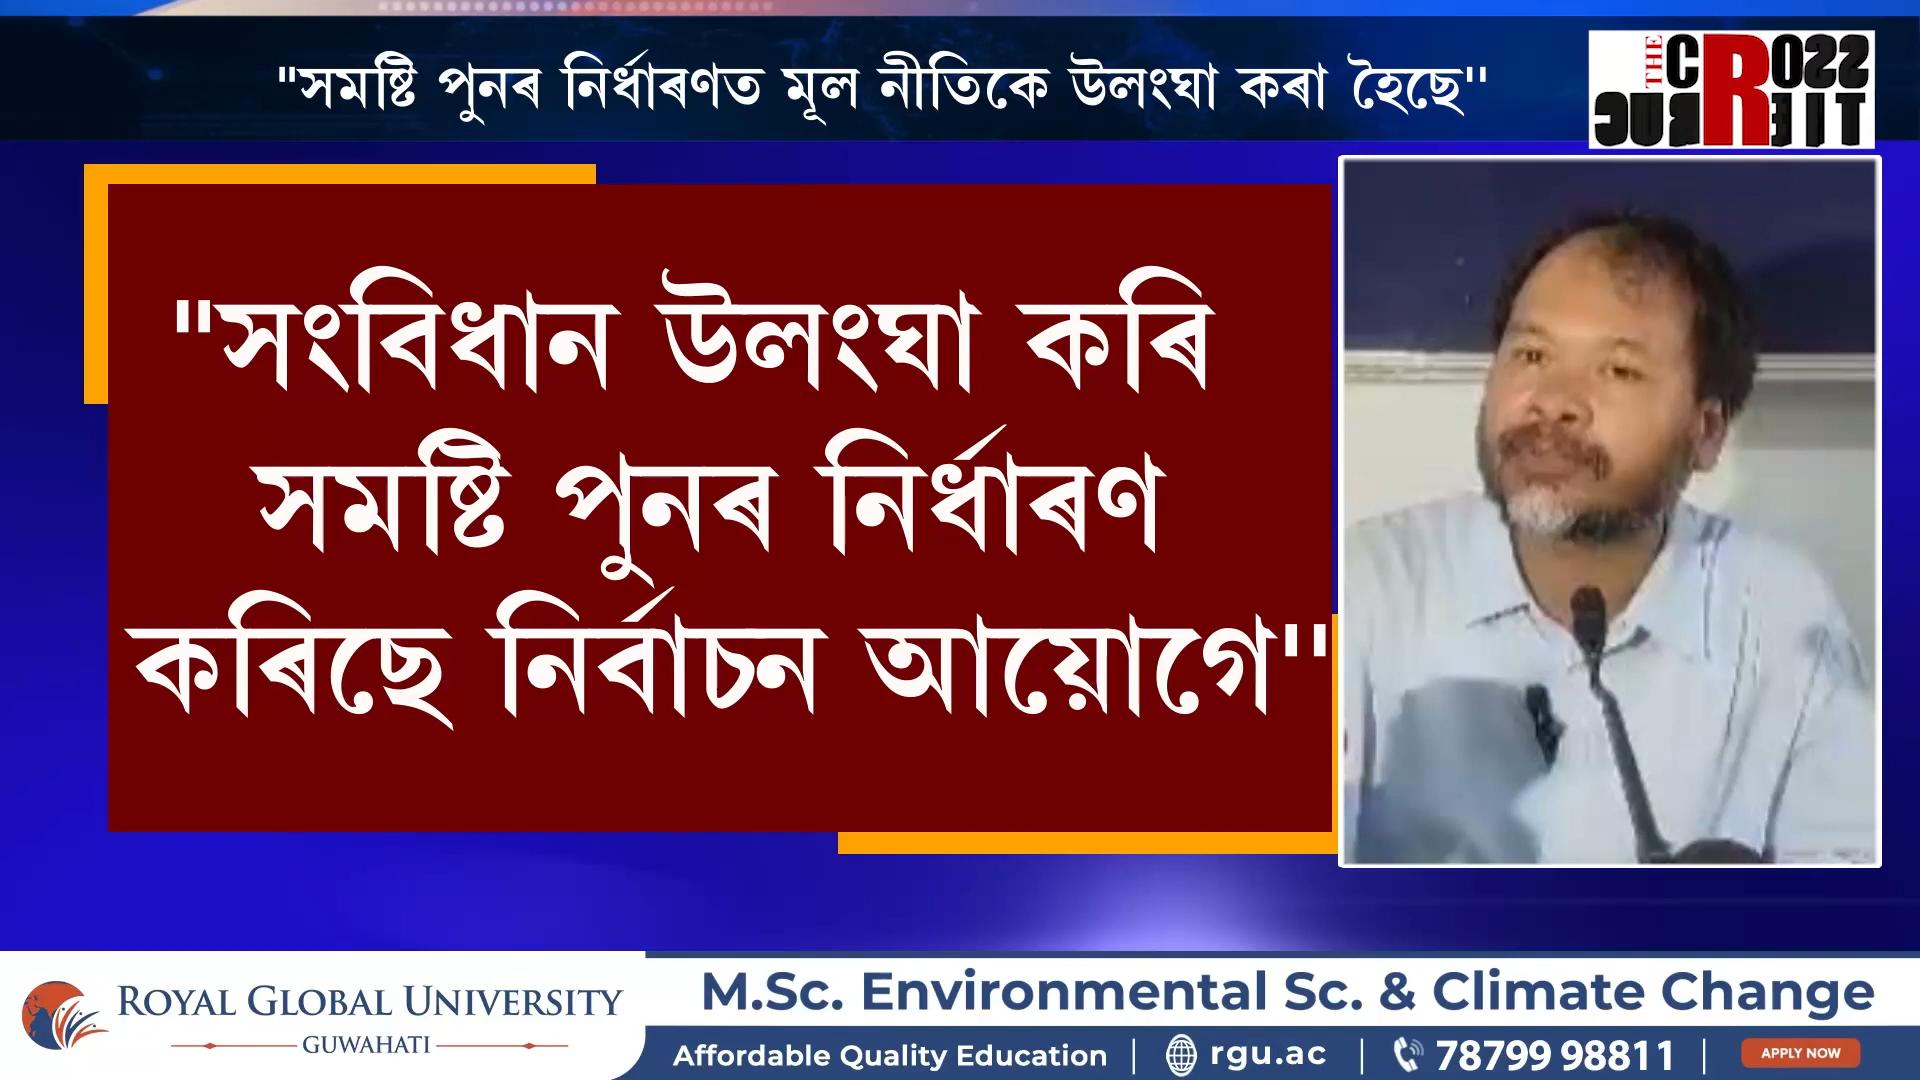 "সমষ্টি পুনৰ নিৰ্ধাৰণত মূল নীতিকে উলংঘা কৰা হৈছে"
THE CROSS
CURRENT
"সংবিধান উলংঘা কৰি
সমষ্টি পুনৰ নিৰ্ধাৰণ
কৰিছে নিৰ্বাচন আয়োগে"
ROYAL GLOBAL UNIVERSITY
GUWAHATI
M.Sc. Environmental Sc. & Climate Change
Affordable Quality Education | rgu.ac | 78799 98811 | APPLY NOW